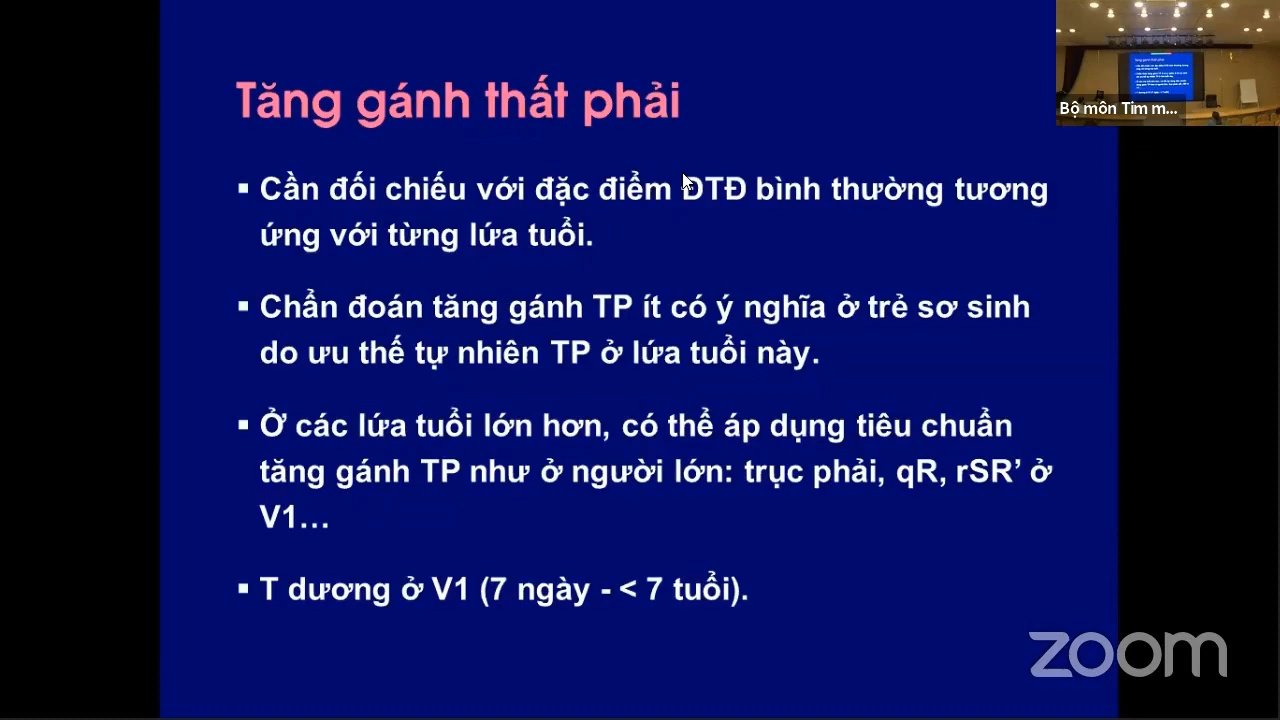 Tăng gánh thất phải
▪ Cần đối chiếu với đặc điểm ĐTĐ bình thường tương
ứng với từng lứa tuổi.
▪ Chẩn đoán tăng gánh TP ít có ý nghĩa ở trẻ sơ sinh
do ưu thế tự nhiên TP ở lứa tuổi này.
▪ Ở các lứa tuổi lớn hơn, có thể áp dụng tiêu chuẩn
tăng gánh TP như ở người lớn: trục phải, qR, rSR’ ở
V1…
▪ T dương ở V1 (7 ngày - < 7 tuổi).
Bộ môn Tim m...
zoom